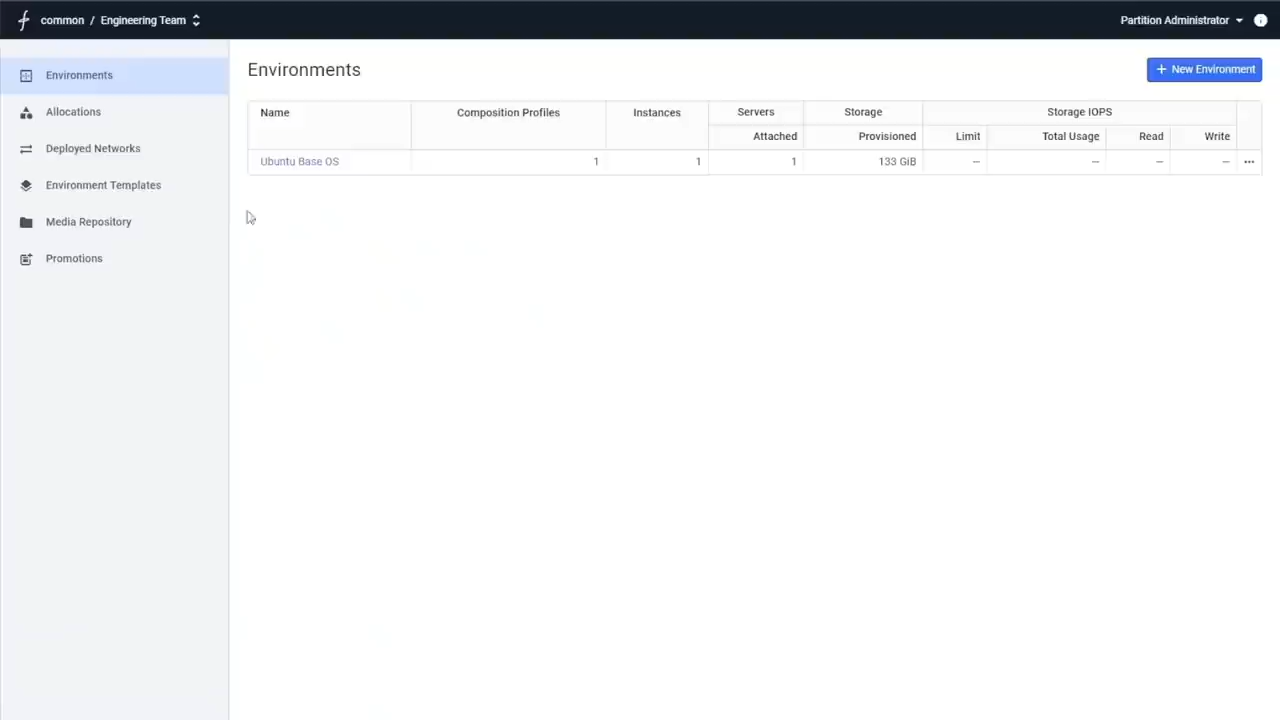 common / Engineering Team
Partition Administrator
Environments
Allocations
Deployed Networks
Environment Templates
Media Repository
Promotions
Environments
+ New Environment
Name Composition Profiles Instances Servers Storage Storage IOPS
Attached Provisioned Limit Total Usage Read Write
Ubuntu Base OS 1 1 1 133 GiB — — — — •••